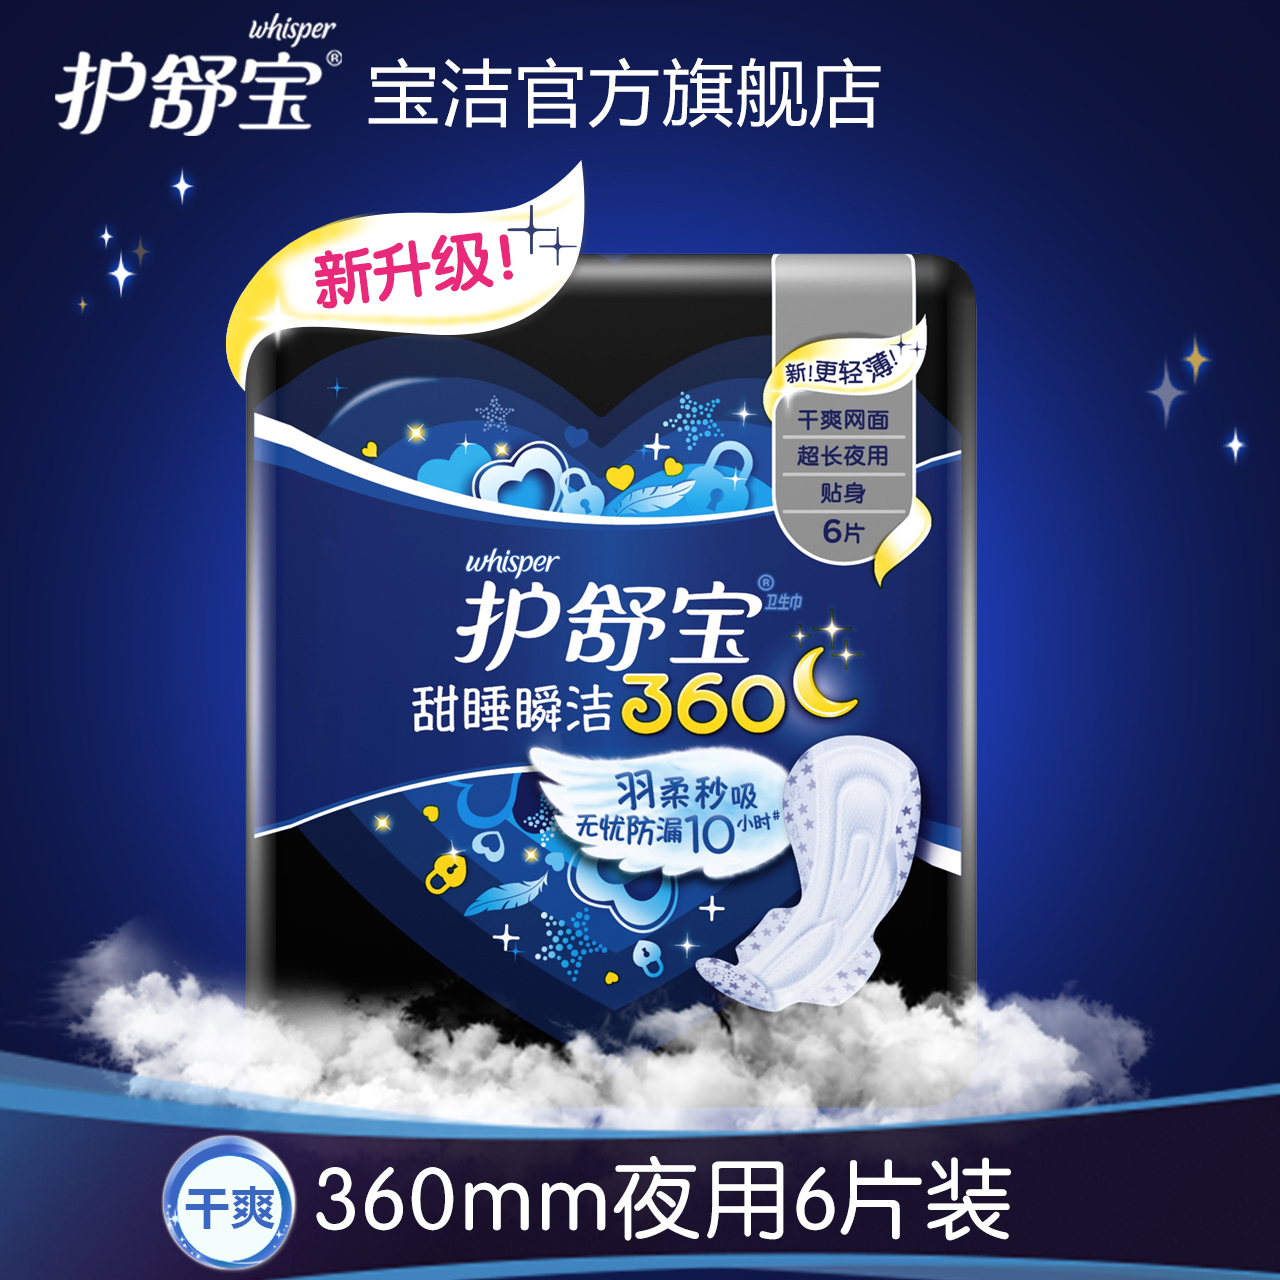 whisper
护舒宝® 宝洁官方旗舰店
新升级!
新!更轻薄!
干爽网面
超长夜用
贴身
6片
whisper
护舒宝®
卫生巾
甜睡瞬洁360
羽柔秒吸
无忧防漏10小时#
干爽 360mm夜用6片装